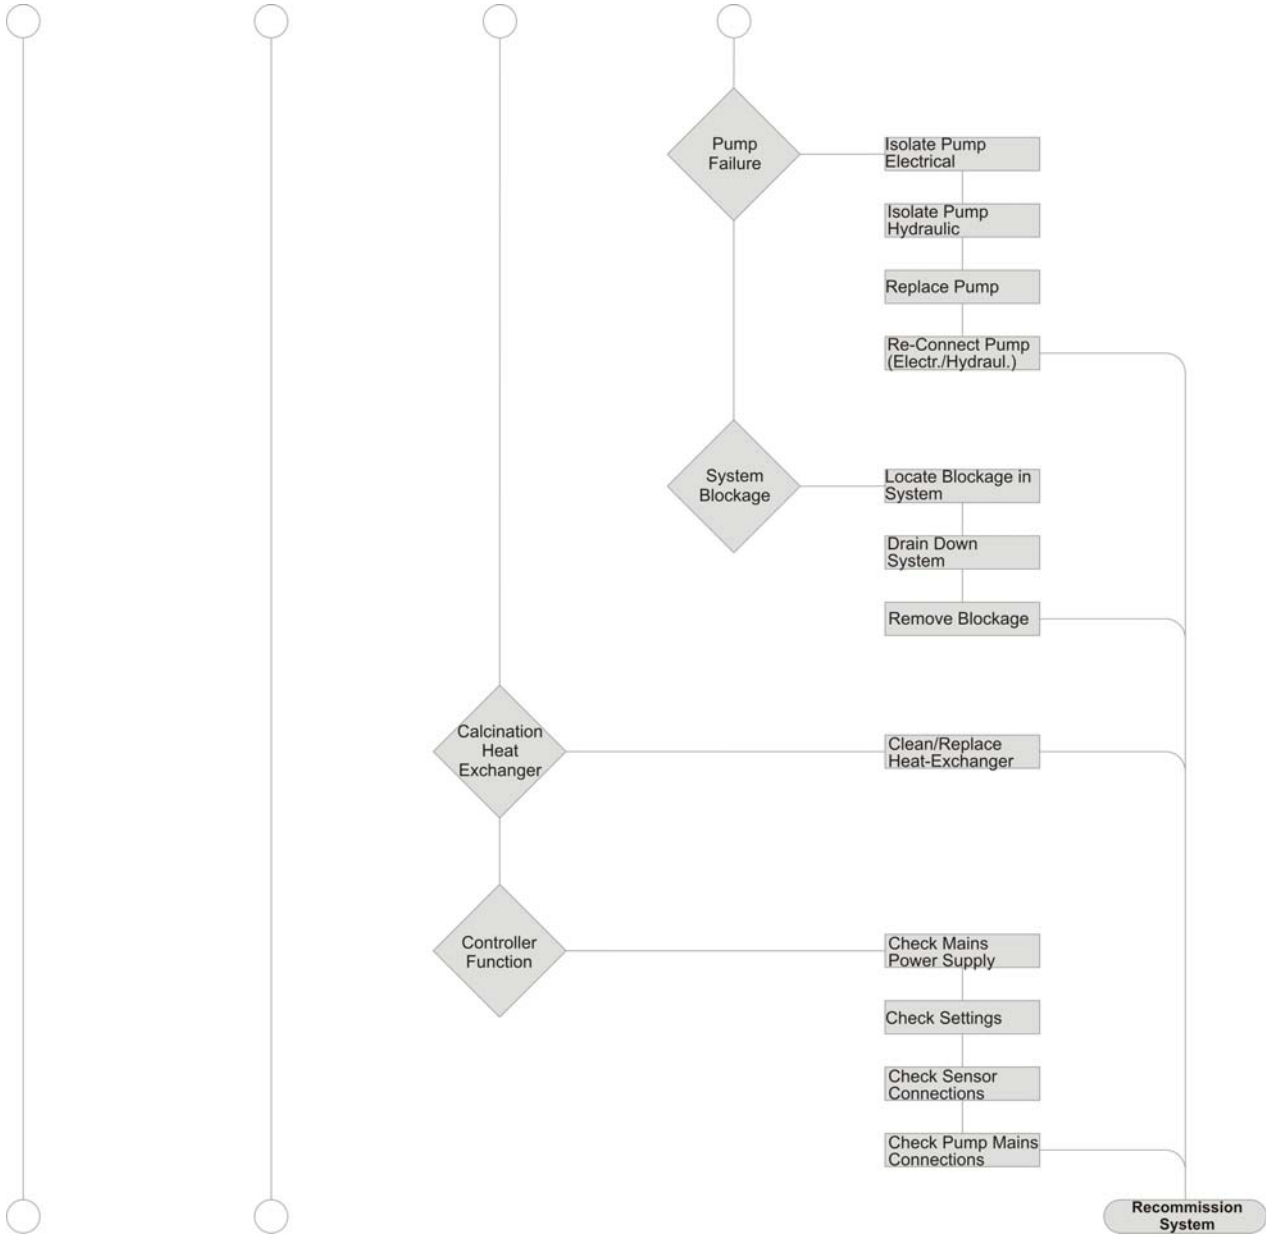 Pump
Failure
Isolate Pump
Electrical
Isolate Pump
Hydraulic
Replace Pump
Re-Connect Pump
(Electr./Hydraul.)
System
Blockage
Locate Blockage in
System
Drain Down
System
Remove Blockage
Calcination
Heat
Exchanger
Clean/Replace
Heat-Exchanger
Controller
Function
Check Mains
Power Supply
Check Settings
Check Sensor
Connections
Check Pump Mains
Connections
Recommission
System